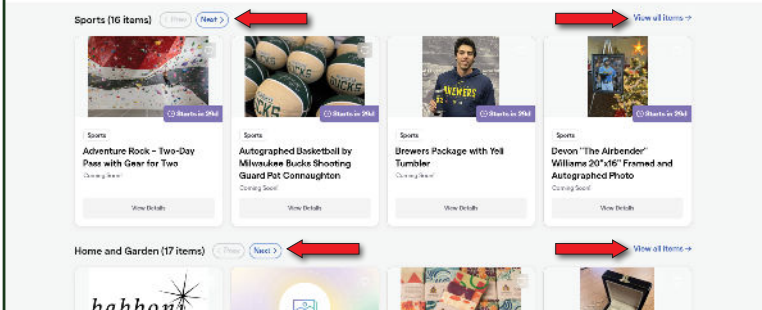 Sports (16 items) < Prev Next > View all items →
Starts in 29d Starts in 29d Starts in 29d Starts in 29d
Sports Sports Sports Sports
Adventure Rock – Two-Day Autographed Basketball by Brewers Package with Yeli Devon "The Airbender"
Pass with Gear for Two Milwaukee Bucks Shooting Tumbler Williams 20"x16" Framed and
Coming Soon! Guard Pat Connaughton Coming Soon! Autographed Photo
Coming Soon! Coming Soon!
View Details View Details View Details View Details
Home and Garden (17 items) < Prev Next > View all items →